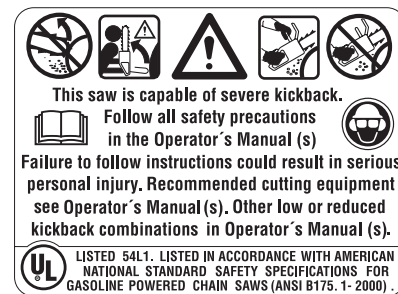 This saw is capable of severe kickback.
Follow all safety precautions
in the Operator´s Manual (s)
Failure to follow instructions could result in serious
personal injury. Recommended cutting equipment
see Operator´s Manual (s). Other low or reduced
kickback combinations in Operator´s Manual (s).
UL
LISTED 54L1. LISTED IN ACCORDANCE WITH AMERICAN
NATIONAL STANDARD SAFETY SPECIFICATIONS FOR
GASOLINE POWERED CHAIN SAWS (ANSI B175. 1- 2000) .